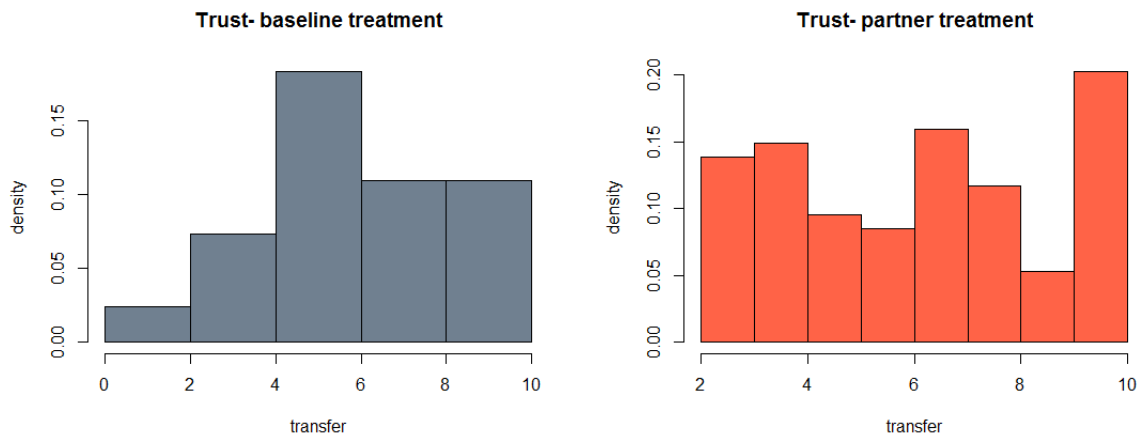 Trust- baseline treatment
density
0.00 0.05 0.10 0.15
0 2 4 6 8 10
transfer
Trust- partner treatment
density
0.00 0.05 0.10 0.15 0.20
2 4 6 8 10
transfer